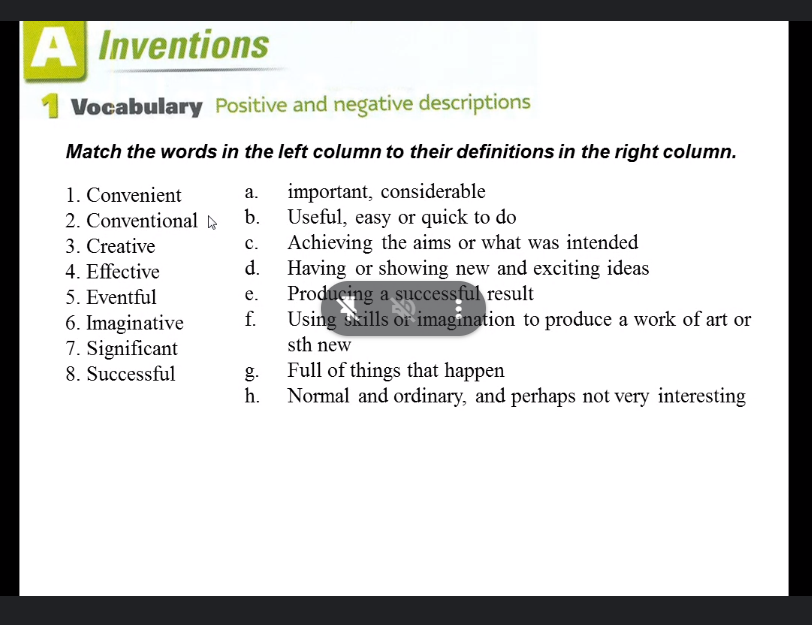 A Inventions
1 Vocabulary Positive and negative descriptions
Match the words in the left column to their definitions in the right column.
1. Convenient
2. Conventional
3. Creative
4. Effective
5. Eventful
6. Imaginative
7. Significant
8. Successful
a. important, considerable
b. Useful, easy or quick to do
c. Achieving the aims or what was intended
d. Having or showing new and exciting ideas
e. Producing a successful result
f. Using skills or imagination to produce a work of art or
sth new
g. Full of things that happen
h. Normal and ordinary, and perhaps not very interesting